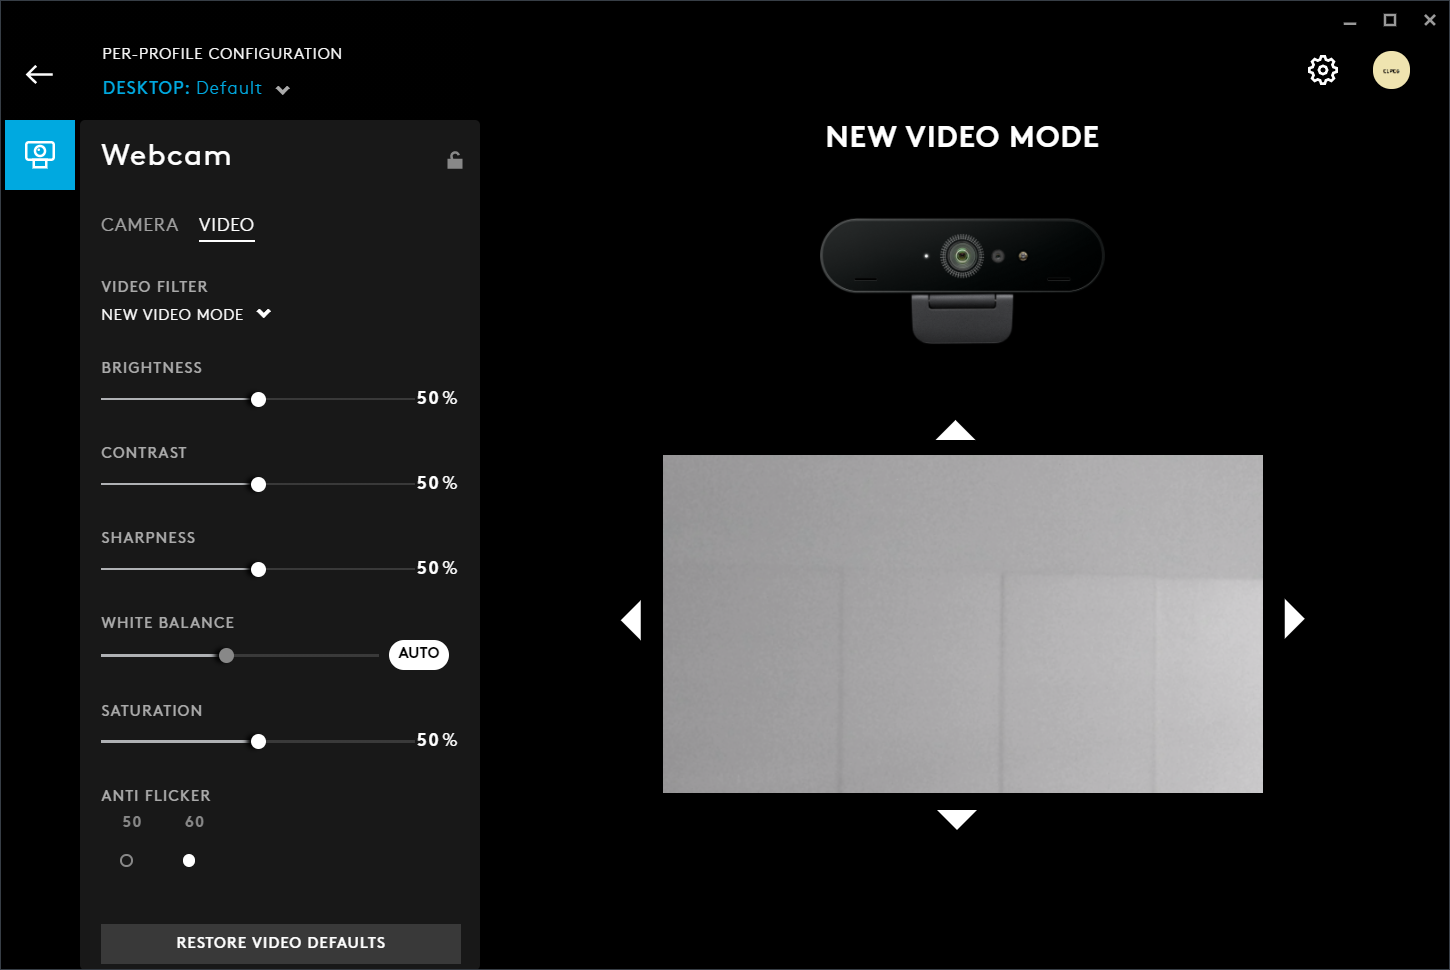 PER-PROFILE CONFIGURATION
DESKTOP: Default
Webcam
CAMERA VIDEO
VIDEO FILTER
NEW VIDEO MODE
BRIGHTNESS
50 %
CONTRAST
50 %
SHARPNESS
50 %
WHITE BALANCE
AUTO
SATURATION
50 %
ANTI FLICKER
50 60
RESTORE VIDEO DEFAULTS
NEW VIDEO MODE